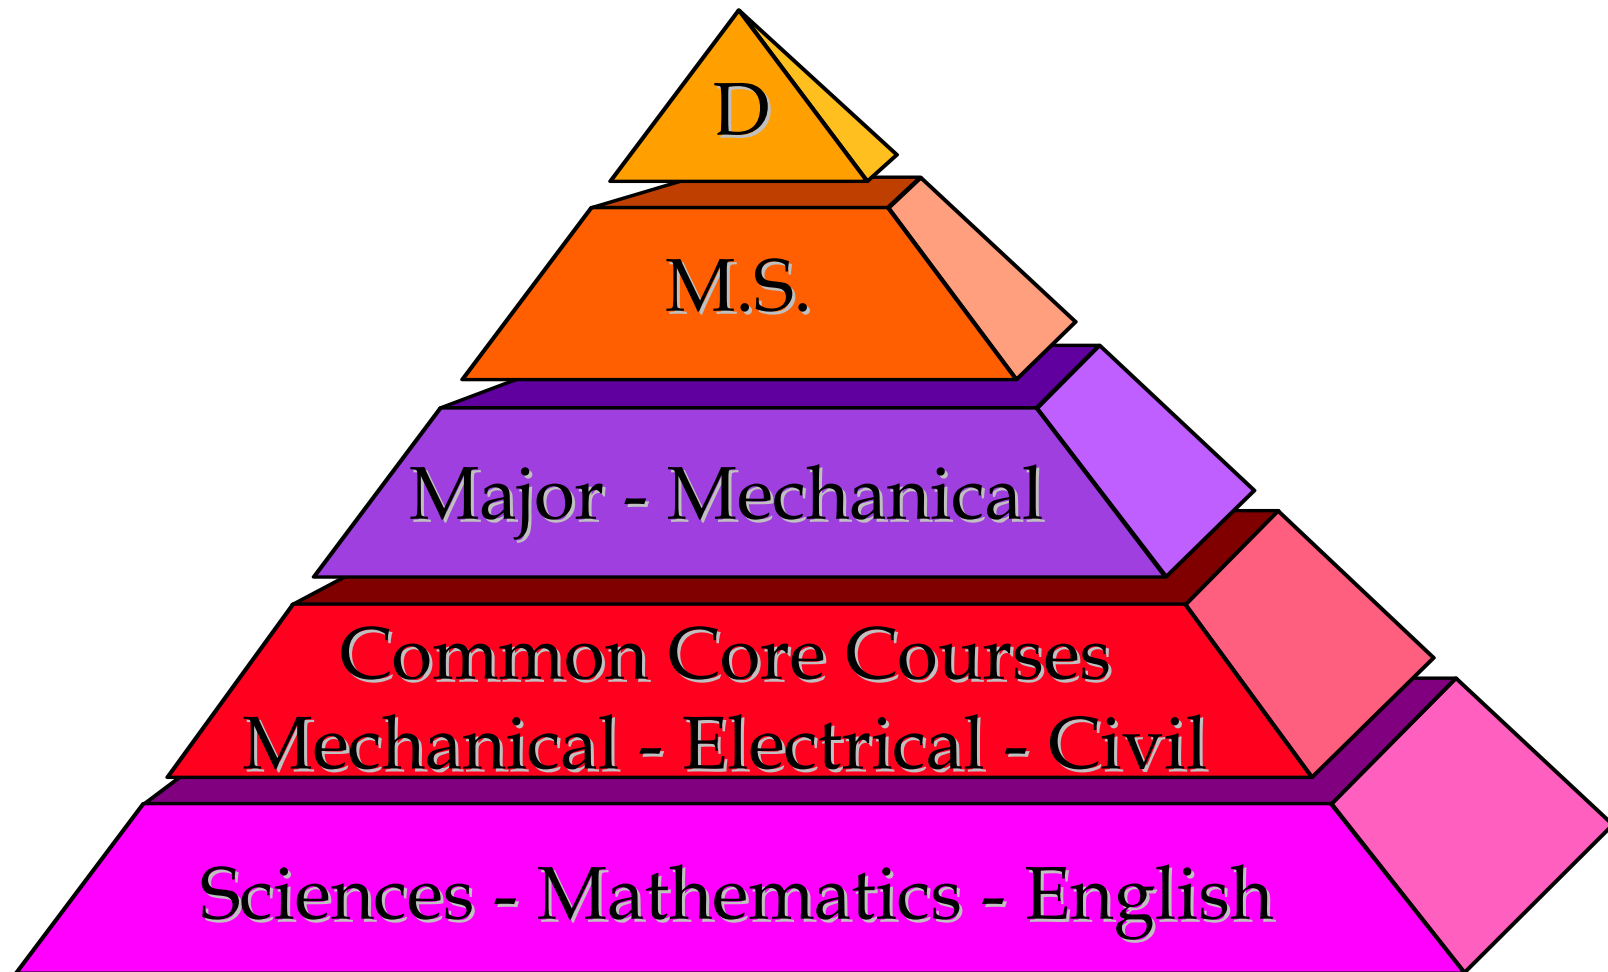 D
M.S.
Major - Mechanical
Common Core Courses
Mechanical - Electrical - Civil
Sciences - Mathematics - English